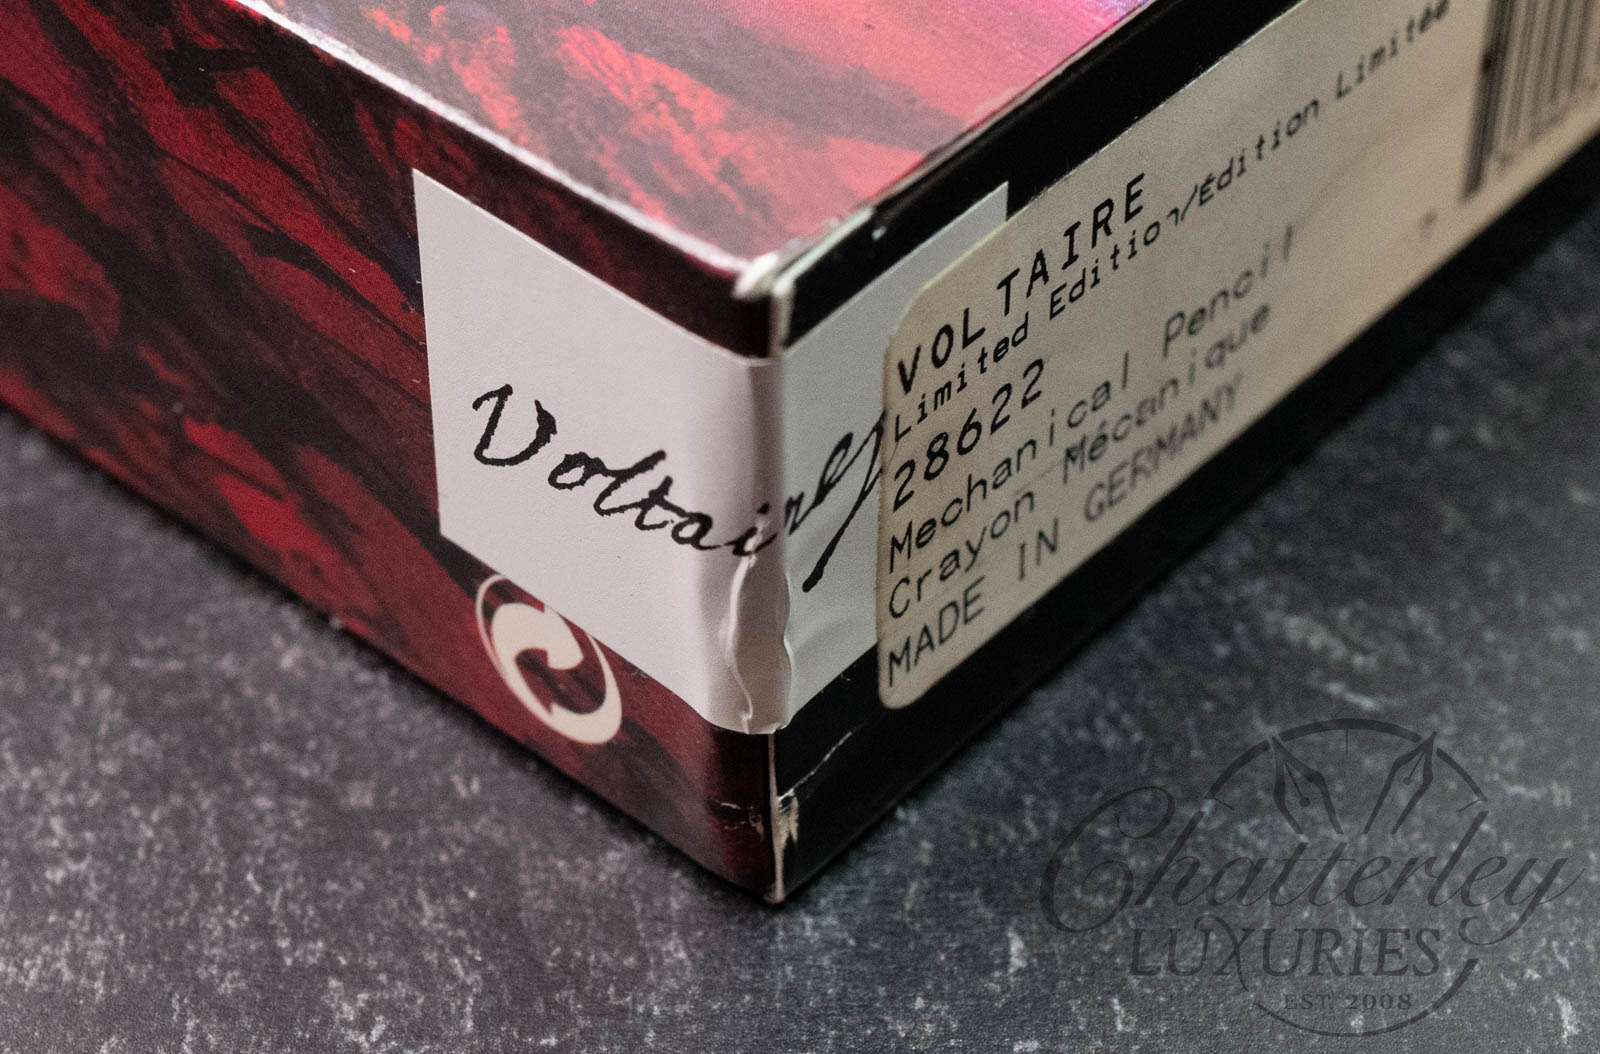 Voltaire
VOLTAIRE
Limited Edition/Édition Limitée
28622
Mechanical Pencil
Crayon Mécanique
MADE IN GERMANY
Chatterley
LUXURIES
EST. 2008